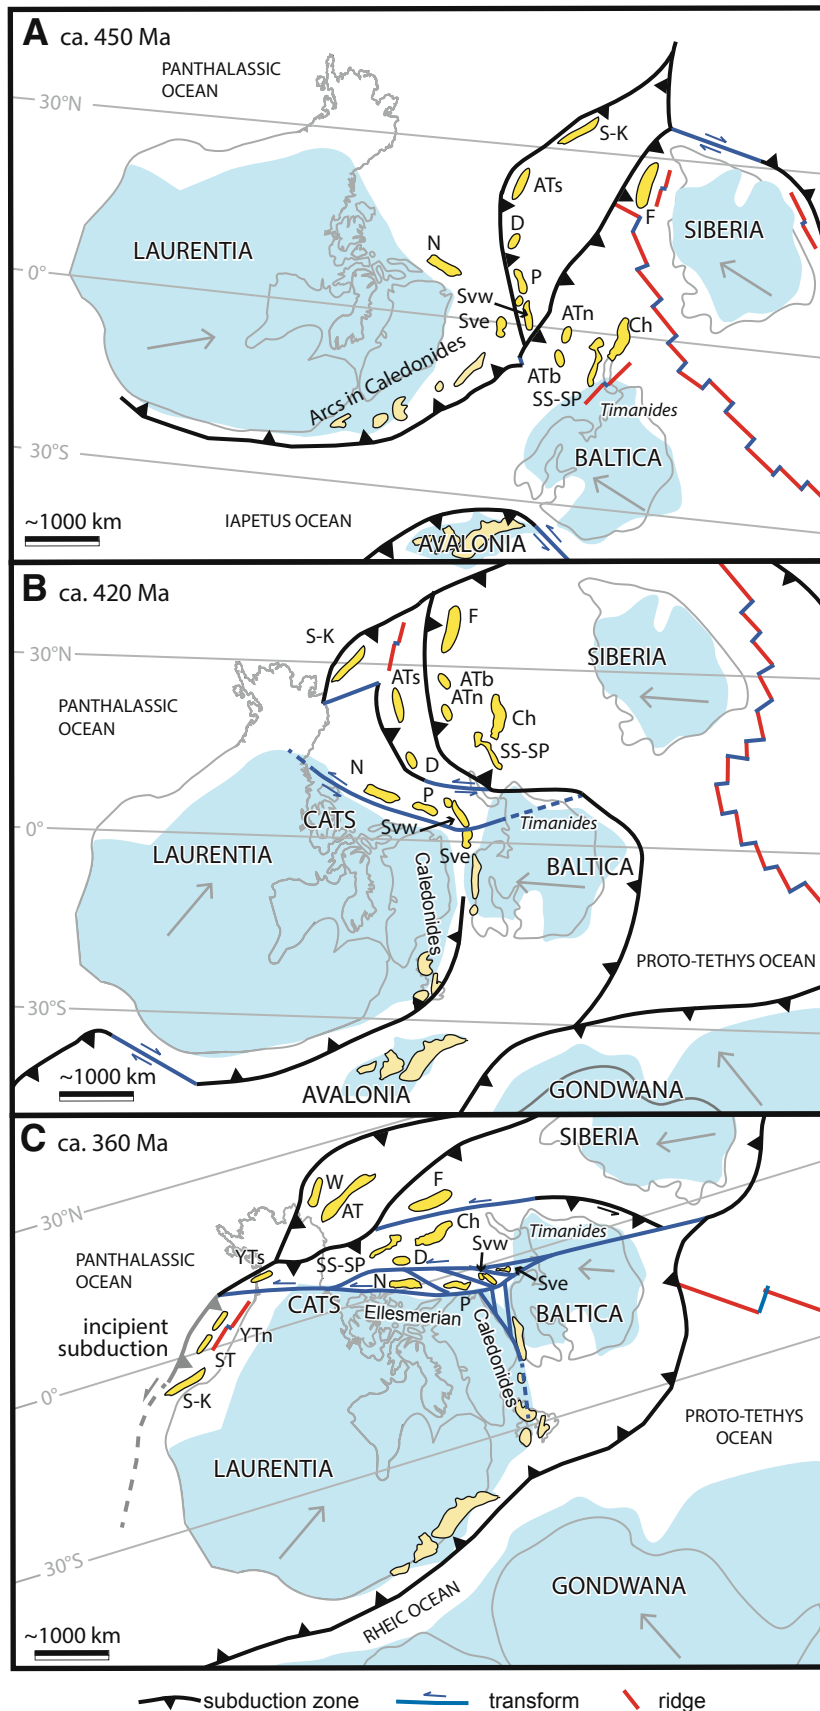 A ca. 450 Ma
PANTHALASSIC
OCEAN
30°N
S-K
ATs
F
SIBERIA
LAURENTIA
D
N
0°
P
Svw
Sve
ATn
Ch
Arcs in Caledonides
ATb
SS-SP
Timanides
30°S
BALTICA
~1000 km
IAPETUS OCEAN
AVALONIA
B ca. 420 Ma
S-K
F
30°N
SIBERIA
PANTHALASSIC
OCEAN
ATs
ATb
ATn
Ch
SS-SP
N
D
P
CATS
Svw
Timanides
0°
LAURENTIA
Sve
BALTICA
Caledonides
PROTO-TETHYS OCEAN
30°S
~1000 km
AVALONIA
GONDWANA
C ca. 360 Ma
SIBERIA
W
AT
F
30°N
Ch
Timanides
PANTHALASSIC
OCEAN
YTs
SS-SP
D
Svw
N
Sve
CATS
P
Ellesmerian
BALTICA
incipient
subduction
YTn
ST
Caledonides
S-K
0°
PROTO-TETHYS
OCEAN
LAURENTIA
30°S
GONDWANA
RHEIC OCEAN
~1000 km
subduction zone transform ridge